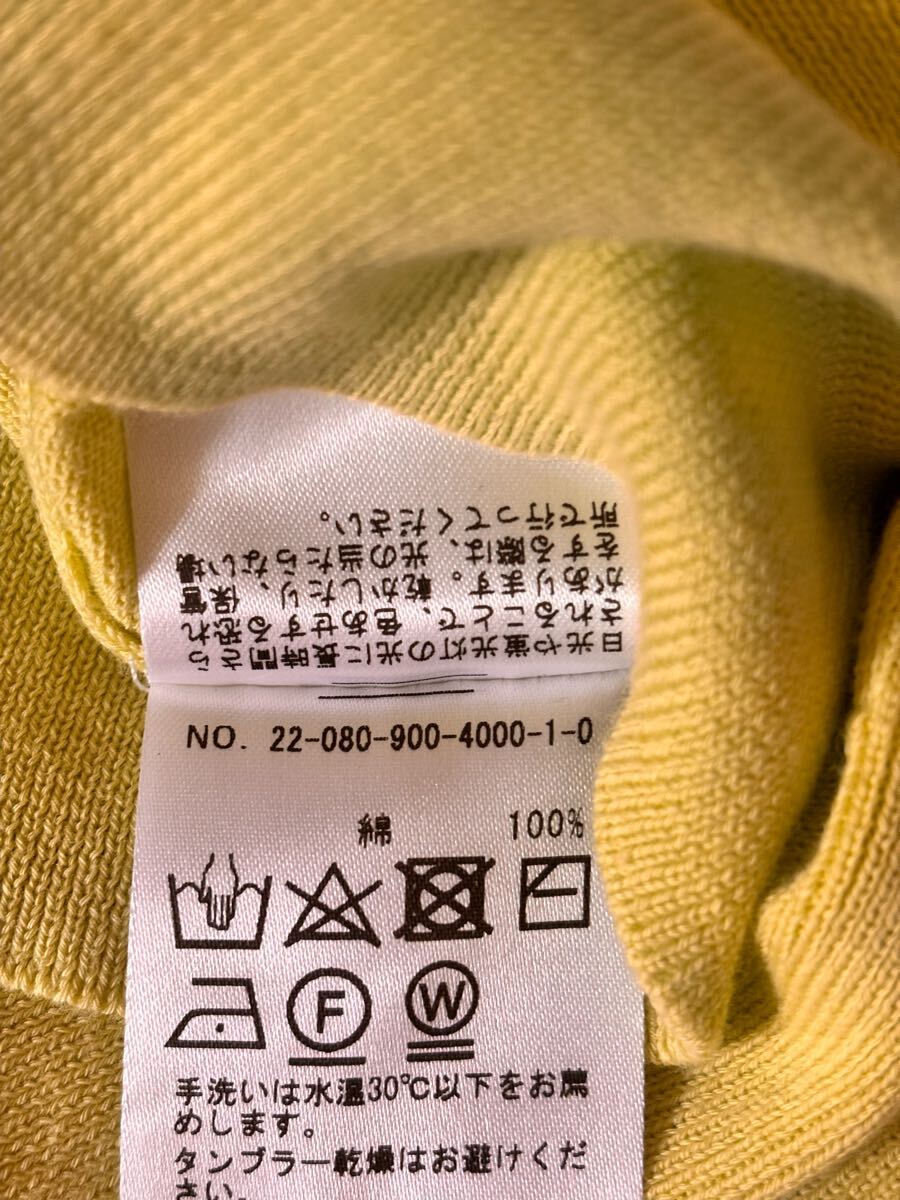 日光や蛍光灯の光に長時間さら
されることで、色あせする恐れ
があります。乾かしたり、保管
をする際は、光の当たらない場
所で行ってください。
NO. 22-080-900-4000-1-0
綿 100%
F W
手洗いは水温30℃以下をお薦
めします。
タンブラー乾燥はお避けくだ
さい。